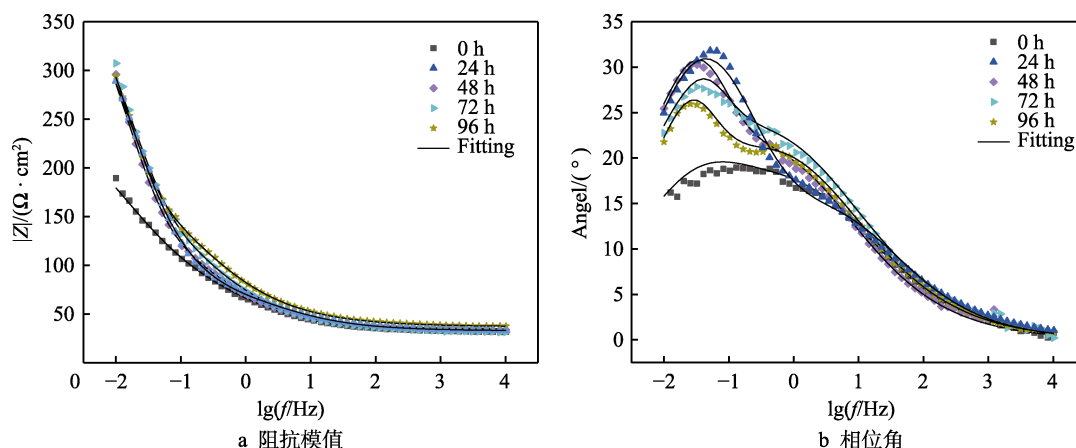 350
300
250
200
150
100
50
0
|Z|/(Ω · cm²)
0 h
24 h
48 h
72 h
96 h
Fitting
−2
−1
0
1
2
3
4
lg(f/Hz)
a 阻抗模值
35
30
25
20
15
10
5
0
Angel/( ° )
0 h
24 h
48 h
72 h
96 h
Fitting
−2
−1
0
1
2
3
4
lg(f/Hz)
b 相位角